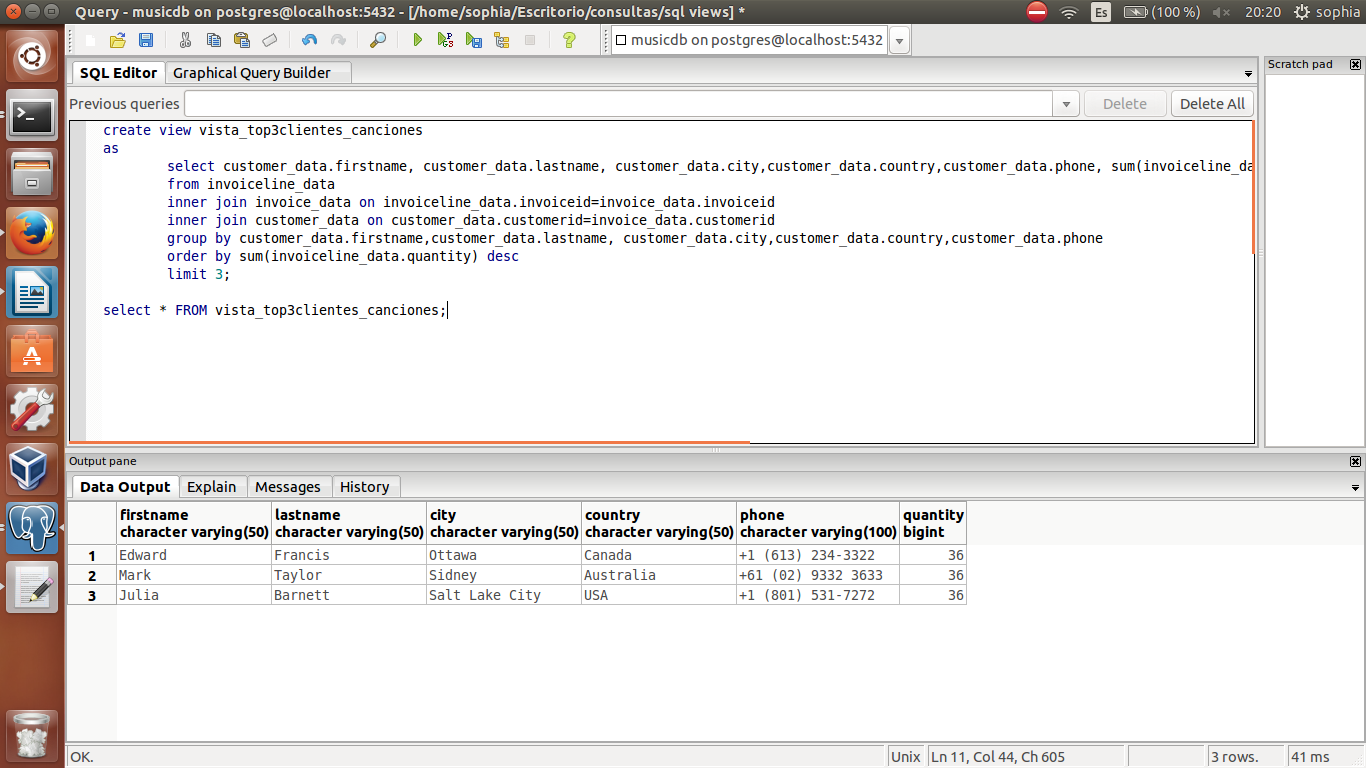 Query - musicdb on postgres@localhost:5432 - [/home/sophia/Escritorio/consultas/sql views] *
Es
(100 %)
20:20
sophia
musicdb on postgres@localhost:5432
Scratch pad
SQL Editor
Graphical Query Builder
Previous queries
Delete
Delete All
create view vista_top3clientes_canciones
as
select customer_data.firstname, customer_data.lastname, customer_data.city,customer_data.country,customer_data.phone, sum(invoiceline_da
from invoiceline_data
inner join invoice_data on invoiceline_data.invoiceid=invoice_data.invoiceid
inner join customer_data on customer_data.customerid=invoice_data.customerid
group by customer_data.firstname,customer_data.lastname, customer_data.city,customer_data.country,customer_data.phone
order by sum(invoiceline_data.quantity) desc
limit 3;
select * FROM vista_top3clientes_canciones;
Output pane
Data Output
Explain
Messages
History
firstname lastname city country phone quantity
character varying(50) character varying(50) character varying(50) character varying(50) character varying(100) bigint
1 Edward Francis Ottawa Canada +1 (613) 234-3322 36
2 Mark Taylor Sidney Australia +61 (02) 9332 3633 36
3 Julia Barnett Salt Lake City USA +1 (801) 531-7272 36
OK.
Unix
Ln 11, Col 44, Ch 605
3 rows.
41 ms